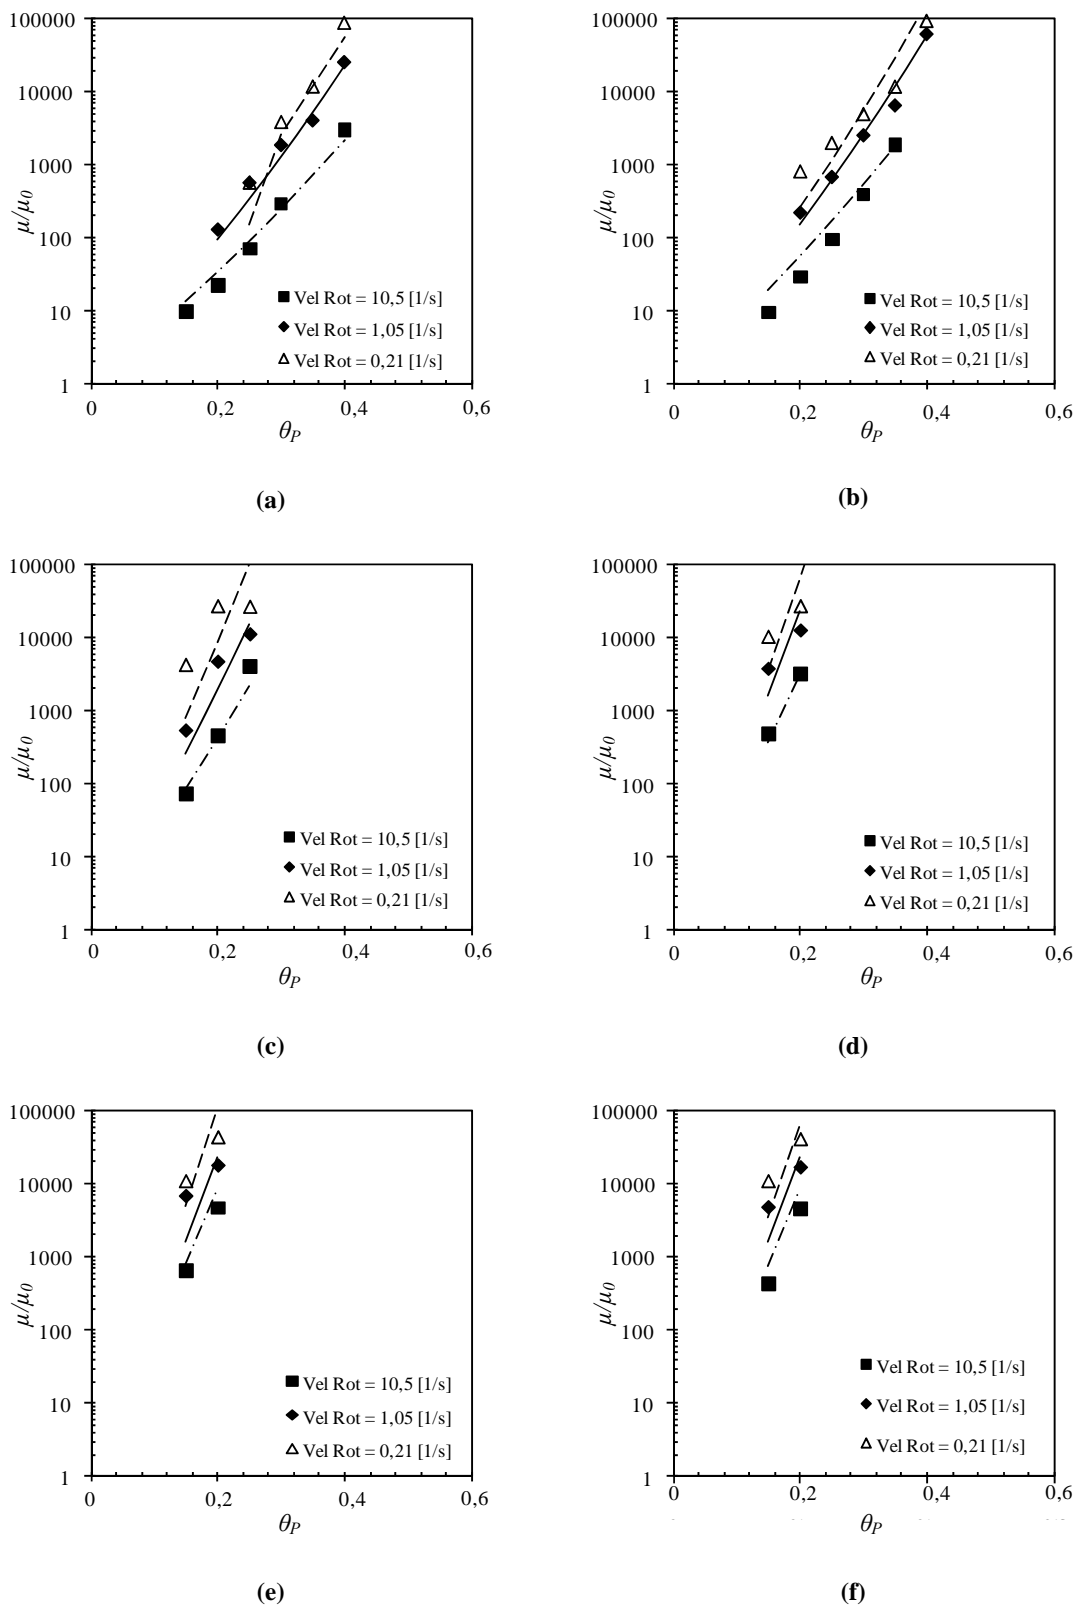 100000
10000
1000
100
10
1
μ/μ0
Vel Rot = 10,5 [1/s]
Vel Rot = 1,05 [1/s]
Vel Rot = 0,21 [1/s]
0 0,2 0,4 0,6
θP
(a)
100000
10000
1000
100
10
1
μ/μ0
Vel Rot = 10,5 [1/s]
Vel Rot = 1,05 [1/s]
Vel Rot = 0,21 [1/s]
0 0,2 0,4 0,6
θP
(b)
100000
10000
1000
100
10
1
μ/μ0
Vel Rot = 10,5 [1/s]
Vel Rot = 1,05 [1/s]
Vel Rot = 0,21 [1/s]
0 0,2 0,4 0,6
θP
(c)
100000
10000
1000
100
10
1
μ/μ0
Vel Rot = 10,5 [1/s]
Vel Rot = 1,05 [1/s]
Vel Rot = 0,21 [1/s]
0 0,2 0,4 0,6
θP
(d)
100000
10000
1000
100
10
1
μ/μ0
Vel Rot = 10,5 [1/s]
Vel Rot = 1,05 [1/s]
Vel Rot = 0,21 [1/s]
0 0,2 0,4 0,6
θP
(e)
100000
10000
1000
100
10
1
μ/μ0
Vel Rot = 10,5 [1/s]
Vel Rot = 1,05 [1/s]
Vel Rot = 0,21 [1/s]
0 0,2 0,4 0,6
θP
(f)